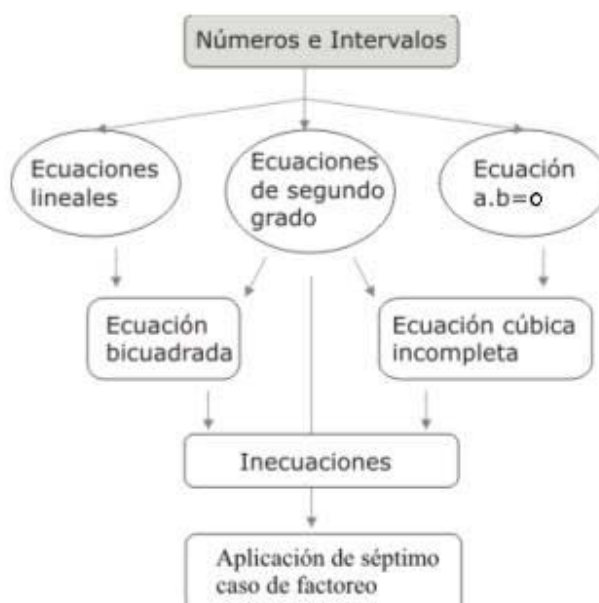 Números e Intervalos
Ecuaciones
lineales
Ecuaciones
de segundo
grado
Ecuación
a.b=o
Ecuación
bicuadrada
Ecuación cúbica
incompleta
Inecuaciones
Aplicación de séptimo
caso de factoreo